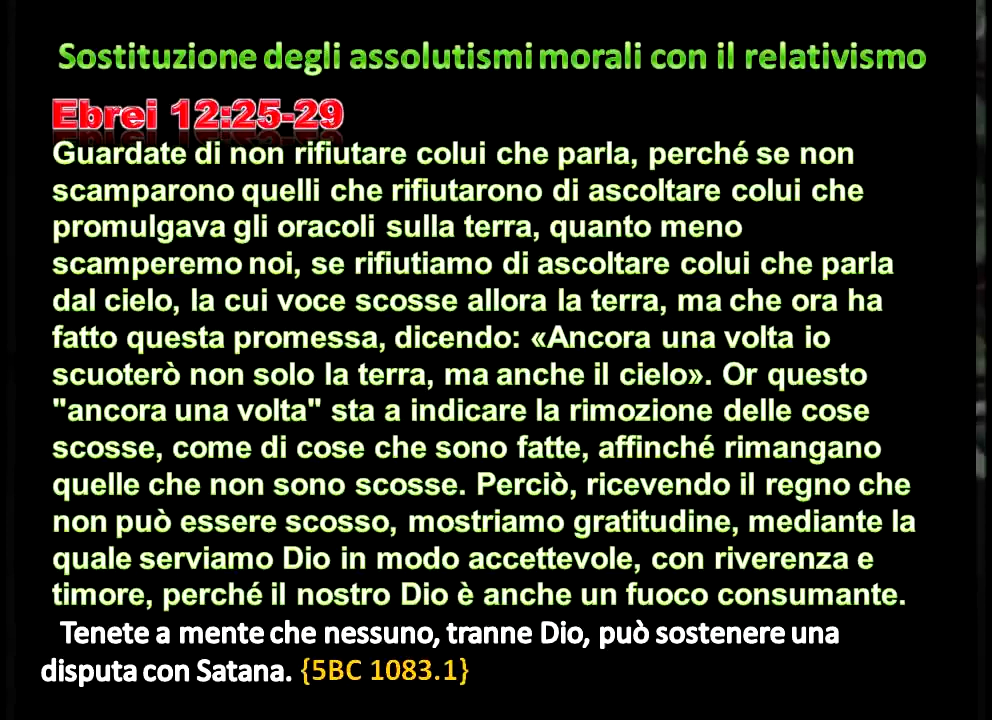 Sostituzione degli assolutismi morali con il relativismo
Ebrei 12:25-29
Guardate di non rifiutare colui che parla, perché se non
scamparono quelli che rifiutarono di ascoltare colui che
promulgava gli oracoli sulla terra, quanto meno
scamperemo noi, se rifiutiamo di ascoltare colui che parla
dal cielo, la cui voce scosse allora la terra, ma che ora ha
fatto questa promessa, dicendo: «Ancora una volta io
scuoterò non solo la terra, ma anche il cielo». Or questo
"ancora una volta" sta a indicare la rimozione delle cose
scosse, come di cose che sono fatte, affinché rimangano
quelle che non sono scosse. Perciò, ricevendo il regno che
non può essere scosso, mostriamo gratitudine, mediante la
quale serviamo Dio in modo accettevole, con riverenza e
timore, perché il nostro Dio è anche un fuoco consumante.
Tenete a mente che nessuno, tranne Dio, può sostenere una
disputa con Satana. {5BC 1083.1}